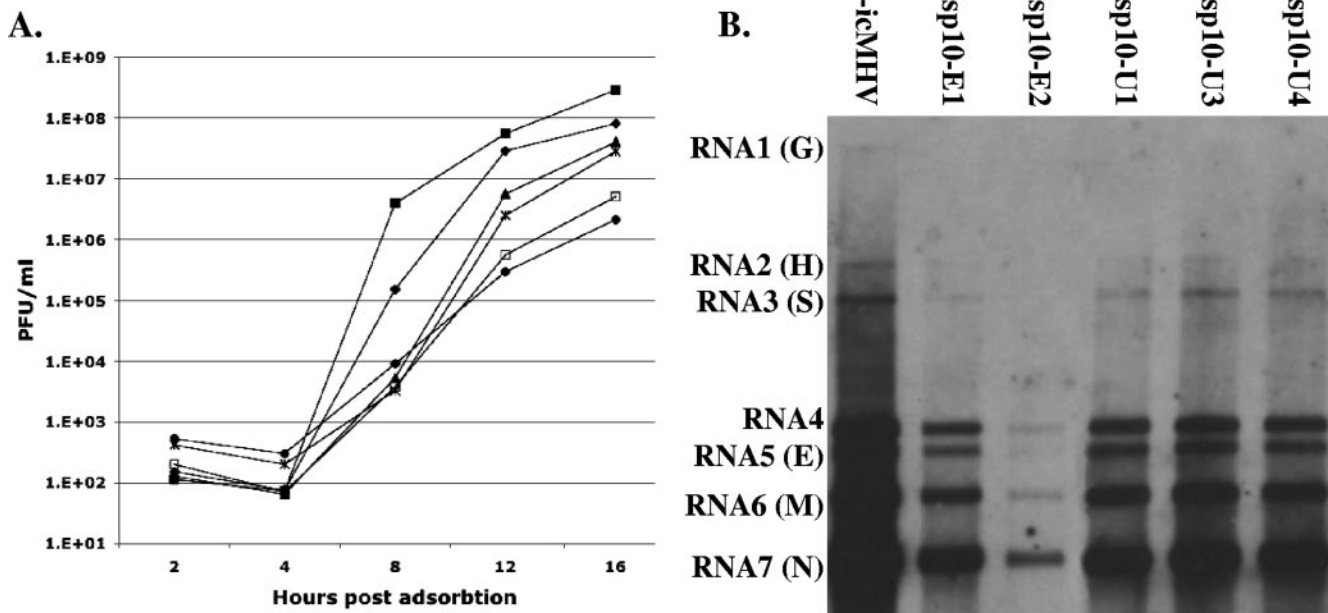 A.
1.E+09
1.E+08
1.E+07
1.E+06
1.E+05
1.E+04
1.E+03
1.E+02
1.E+01
PFU/ml
2 4 8 12 16
Hours post adsorbtion
B.
-icMHV
sp10-E1
sp10-E2
sp10-U1
sp10-U3
sp10-U4
RNA1 (G)
RNA2 (H)
RNA3 (S)
RNA4
RNA5 (E)
RNA6 (M)
RNA7 (N)